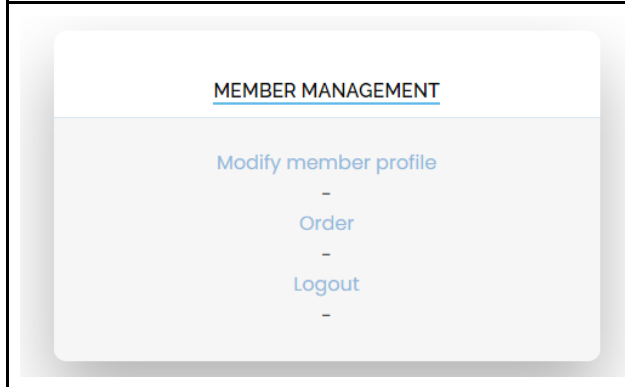 MEMBER MANAGEMENT
Modify member profile
-
Order
-
Logout
-